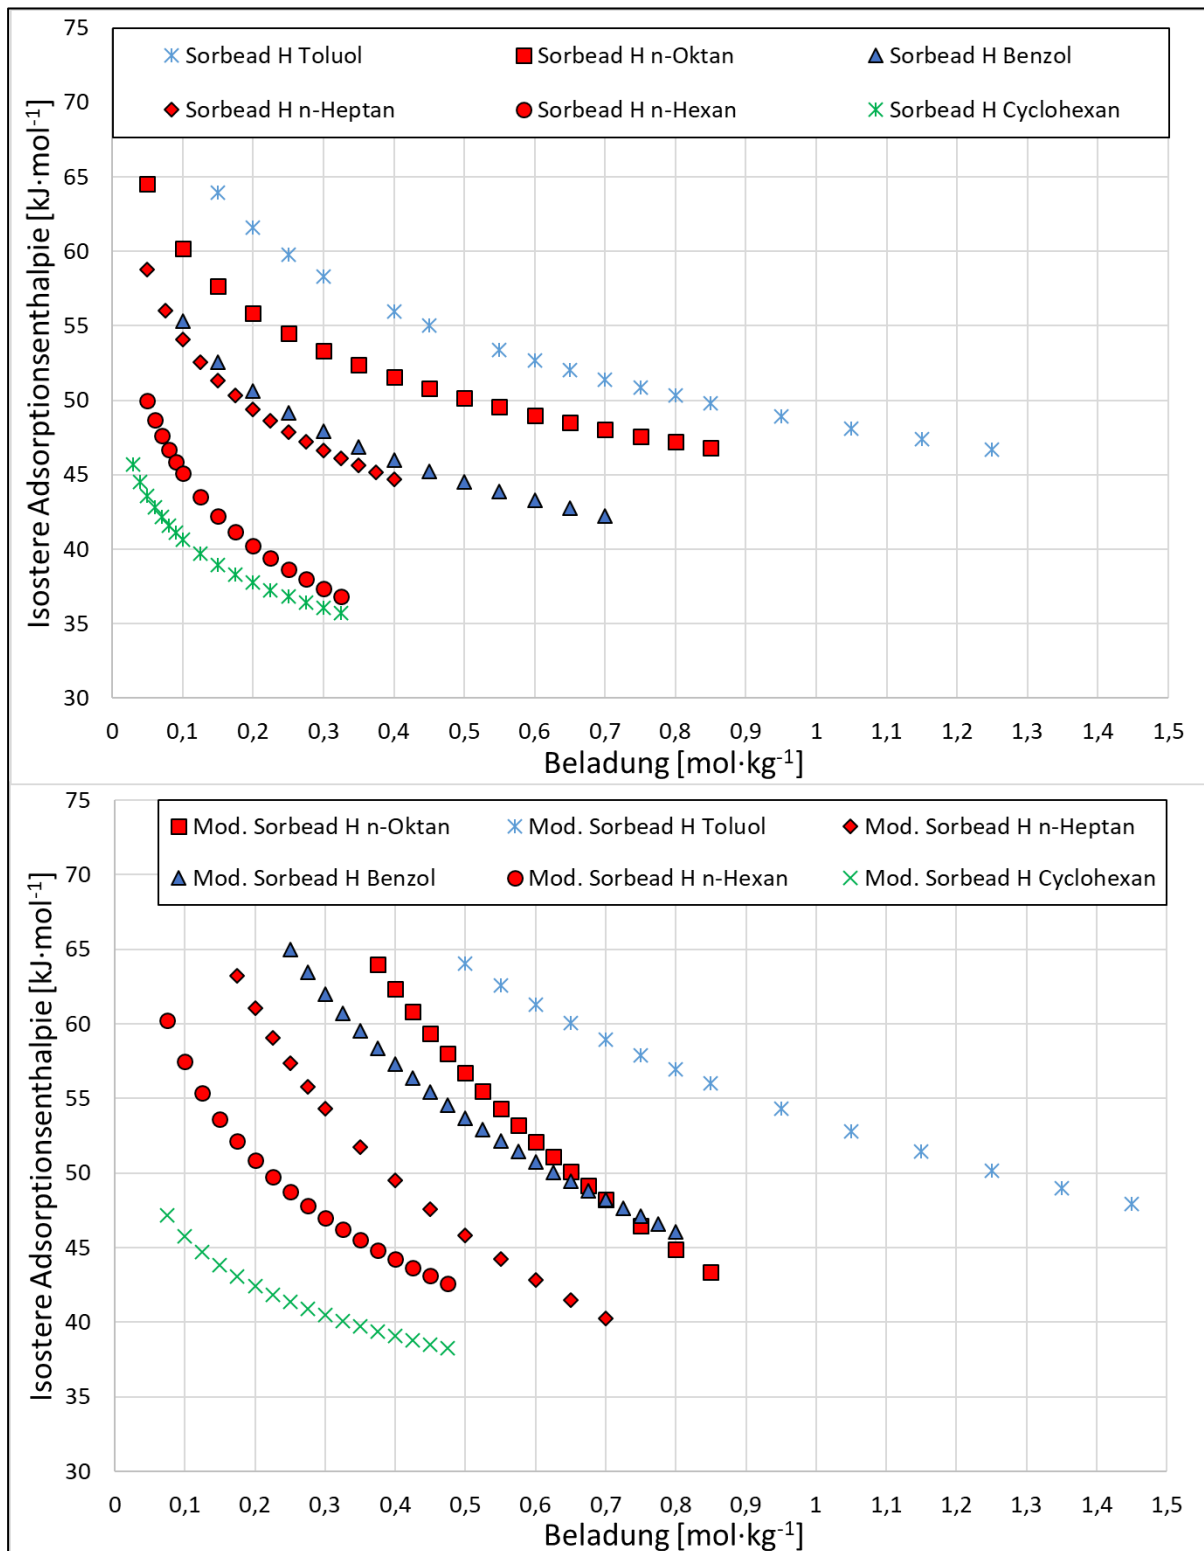 75
70
65
60
55
50
45
40
35
30
Isostere Adsorptionsenthalpie [kJ·mol⁻¹]
Sorbead H Toluol Sorbead H n-Oktan Sorbead H Benzol
Sorbead H n-Heptan Sorbead H n-Hexan Sorbead H Cyclohexan
0 0,1 0,2 0,3 0,4 0,5 0,6 0,7 0,8 0,9 1 1,1 1,2 1,3 1,4 1,5
Beladung [mol·kg⁻¹]
75
70
65
60
55
50
45
40
35
30
Isostere Adsorptionsenthalpie [kJ·mol⁻¹]
Mod. Sorbead H n-Oktan Mod. Sorbead H Toluol Mod. Sorbead H n-Heptan
Mod. Sorbead H Benzol Mod. Sorbead H n-Hexan Mod. Sorbead H Cyclohexan
0 0,1 0,2 0,3 0,4 0,5 0,6 0,7 0,8 0,9 1 1,1 1,2 1,3 1,4 1,5
Beladung [mol·kg⁻¹]